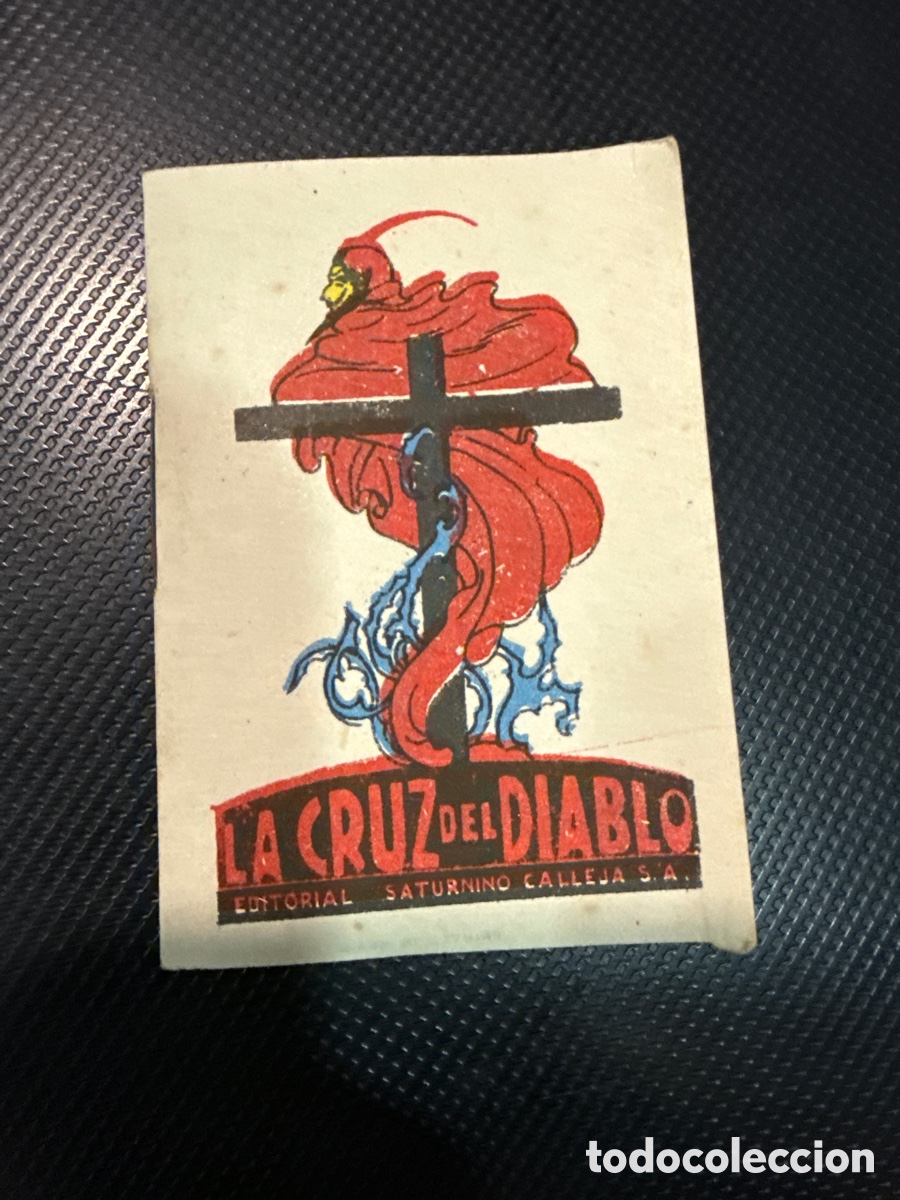 LA CRUZ DEL DIABLO
EDITORIAL SATURNINO CALLEJA S.A.
todocoleccion